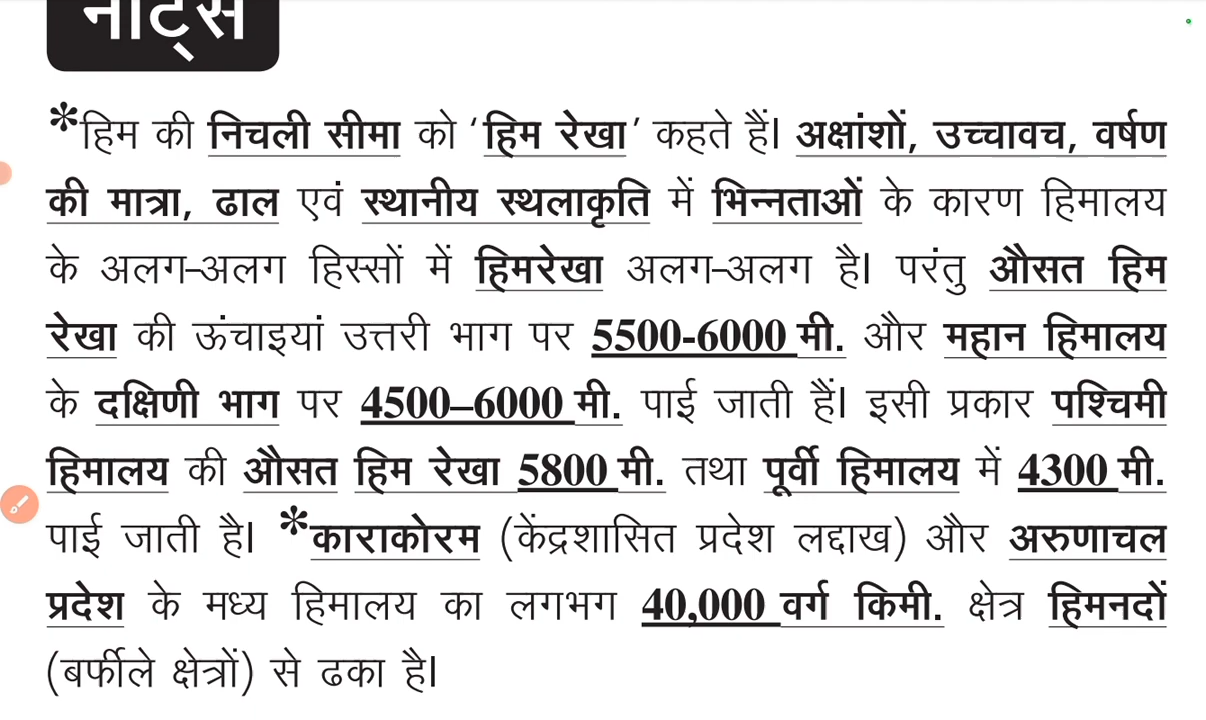 नोट्स
*हिम की निचली सीमा को ‘हिम रेखा’ कहते हैं। अक्षांशों, उच्चावच, वर्षण
की मात्रा, ढाल एवं स्थानीय स्थलाकृति में भिन्नताओं के कारण हिमालय
के अलग-अलग हिस्सों में हिमरेखा अलग-अलग है। परंतु औसत हिम
रेखा की ऊंचाइयां उत्तरी भाग पर 5500-6000 मी. और महान हिमालय
के दक्षिणी भाग पर 4500–6000 मी. पाई जाती हैं। इसी प्रकार पश्चिमी
हिमालय की औसत हिम रेखा 5800 मी. तथा पूर्वी हिमालय में 4300 मी.
पाई जाती है। *काराकोरम (केंद्रशासित प्रदेश लद्दाख) और अरुणाचल
प्रदेश के मध्य हिमालय का लगभग 40,000 वर्ग किमी. क्षेत्र हिमनदों
(बर्फीले क्षेत्रों) से ढका है।